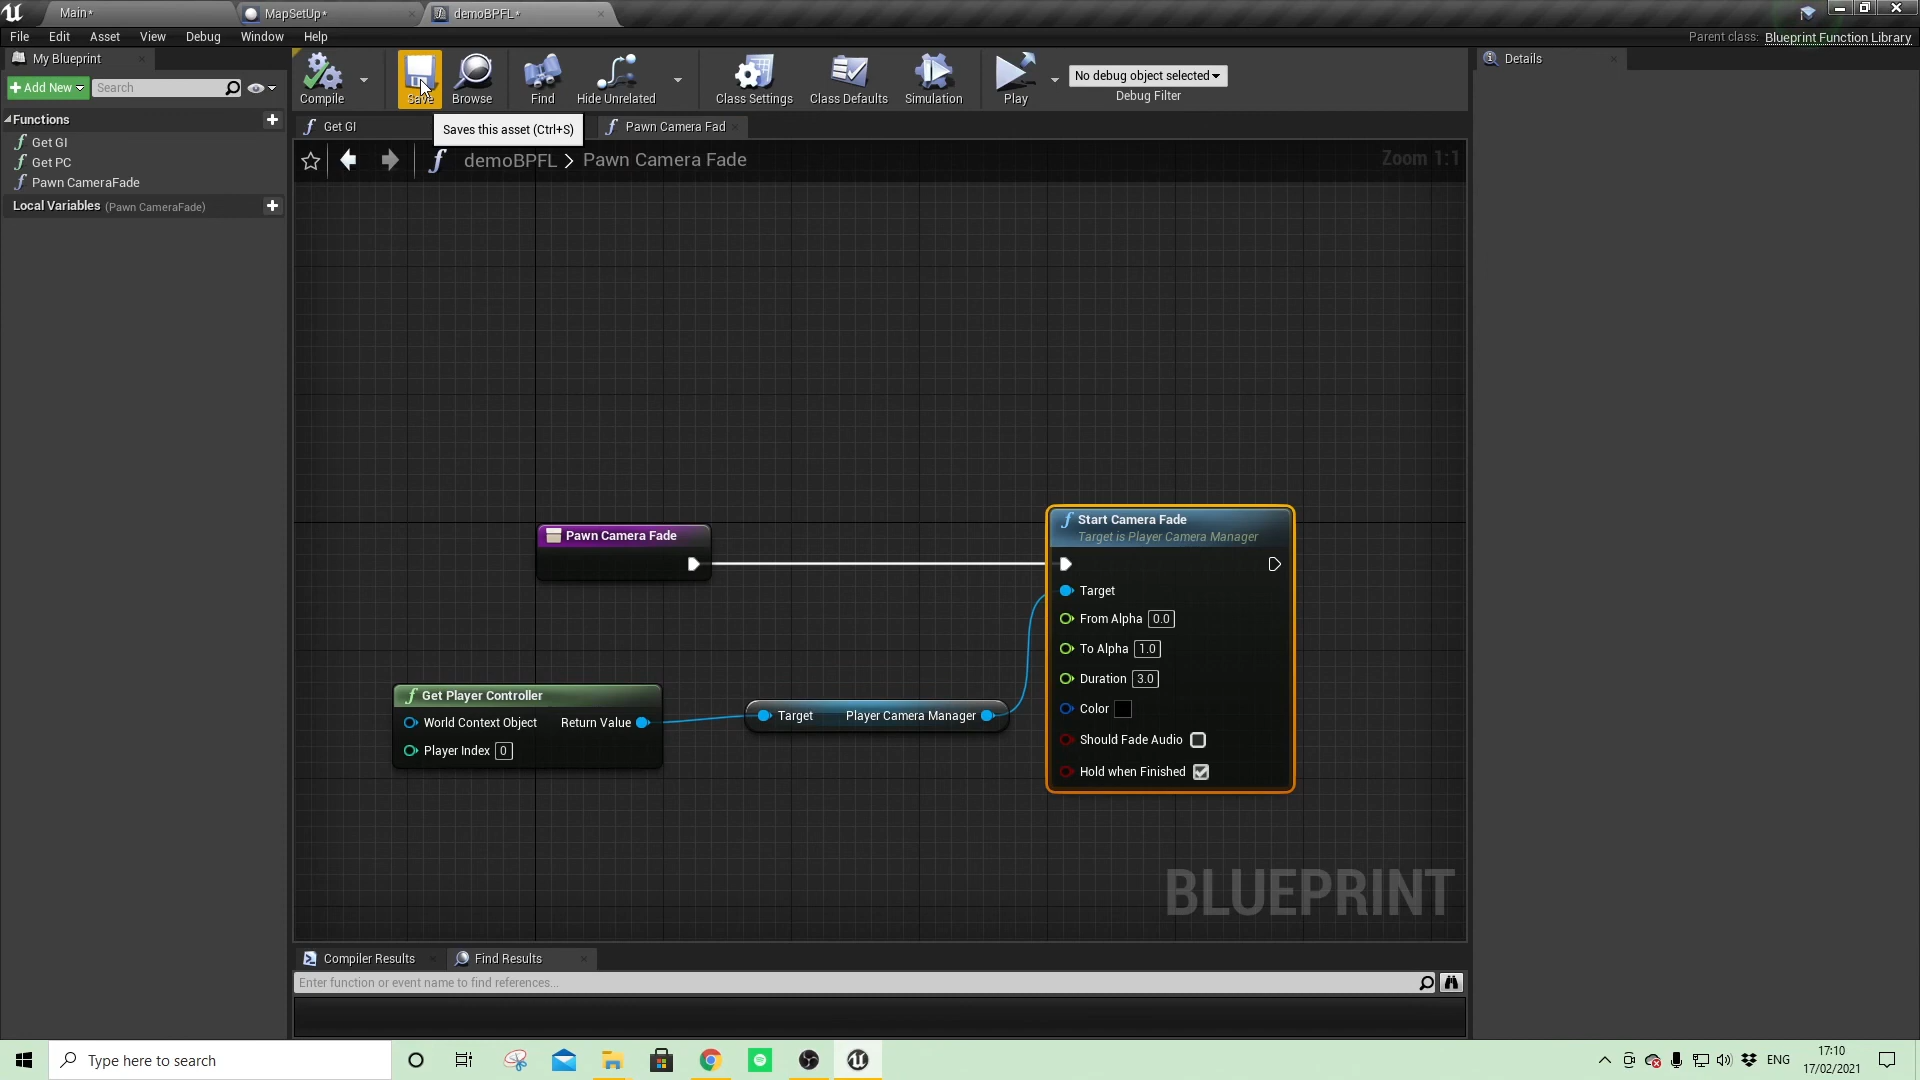 Main*
MapSetUp*
demoBPFL*
File Edit Asset View Debug Window Help
Parent class: Blueprint Function Library
My Blueprint
Add New
Search
Functions
Get GI
Get PC
Pawn CameraFade
Local Variables (Pawn CameraFade)
Compile
Save
Browse
Find
Hide Unrelated
Class Settings
Class Defaults
Simulation
Play
No debug object selected
Debug Filter
Details
Get GI
Saves this asset (Ctrl+S)
Pawn Camera Fad
demoBPFL > Pawn Camera Fade
Zoom 1:1
Pawn Camera Fade
Start Camera Fade
Target is Player Camera Manager
Target
From Alpha 0.0
To Alpha 1.0
Duration 3.0
Color
Should Fade Audio
Hold when Finished
Get Player Controller
World Context Object Return Value
Player Index 0
Target Player Camera Manager
BLUEPRINT
Compiler Results
Find Results
Enter function or event name to find references...
Type here to search
ENG
17:10
17/02/2021